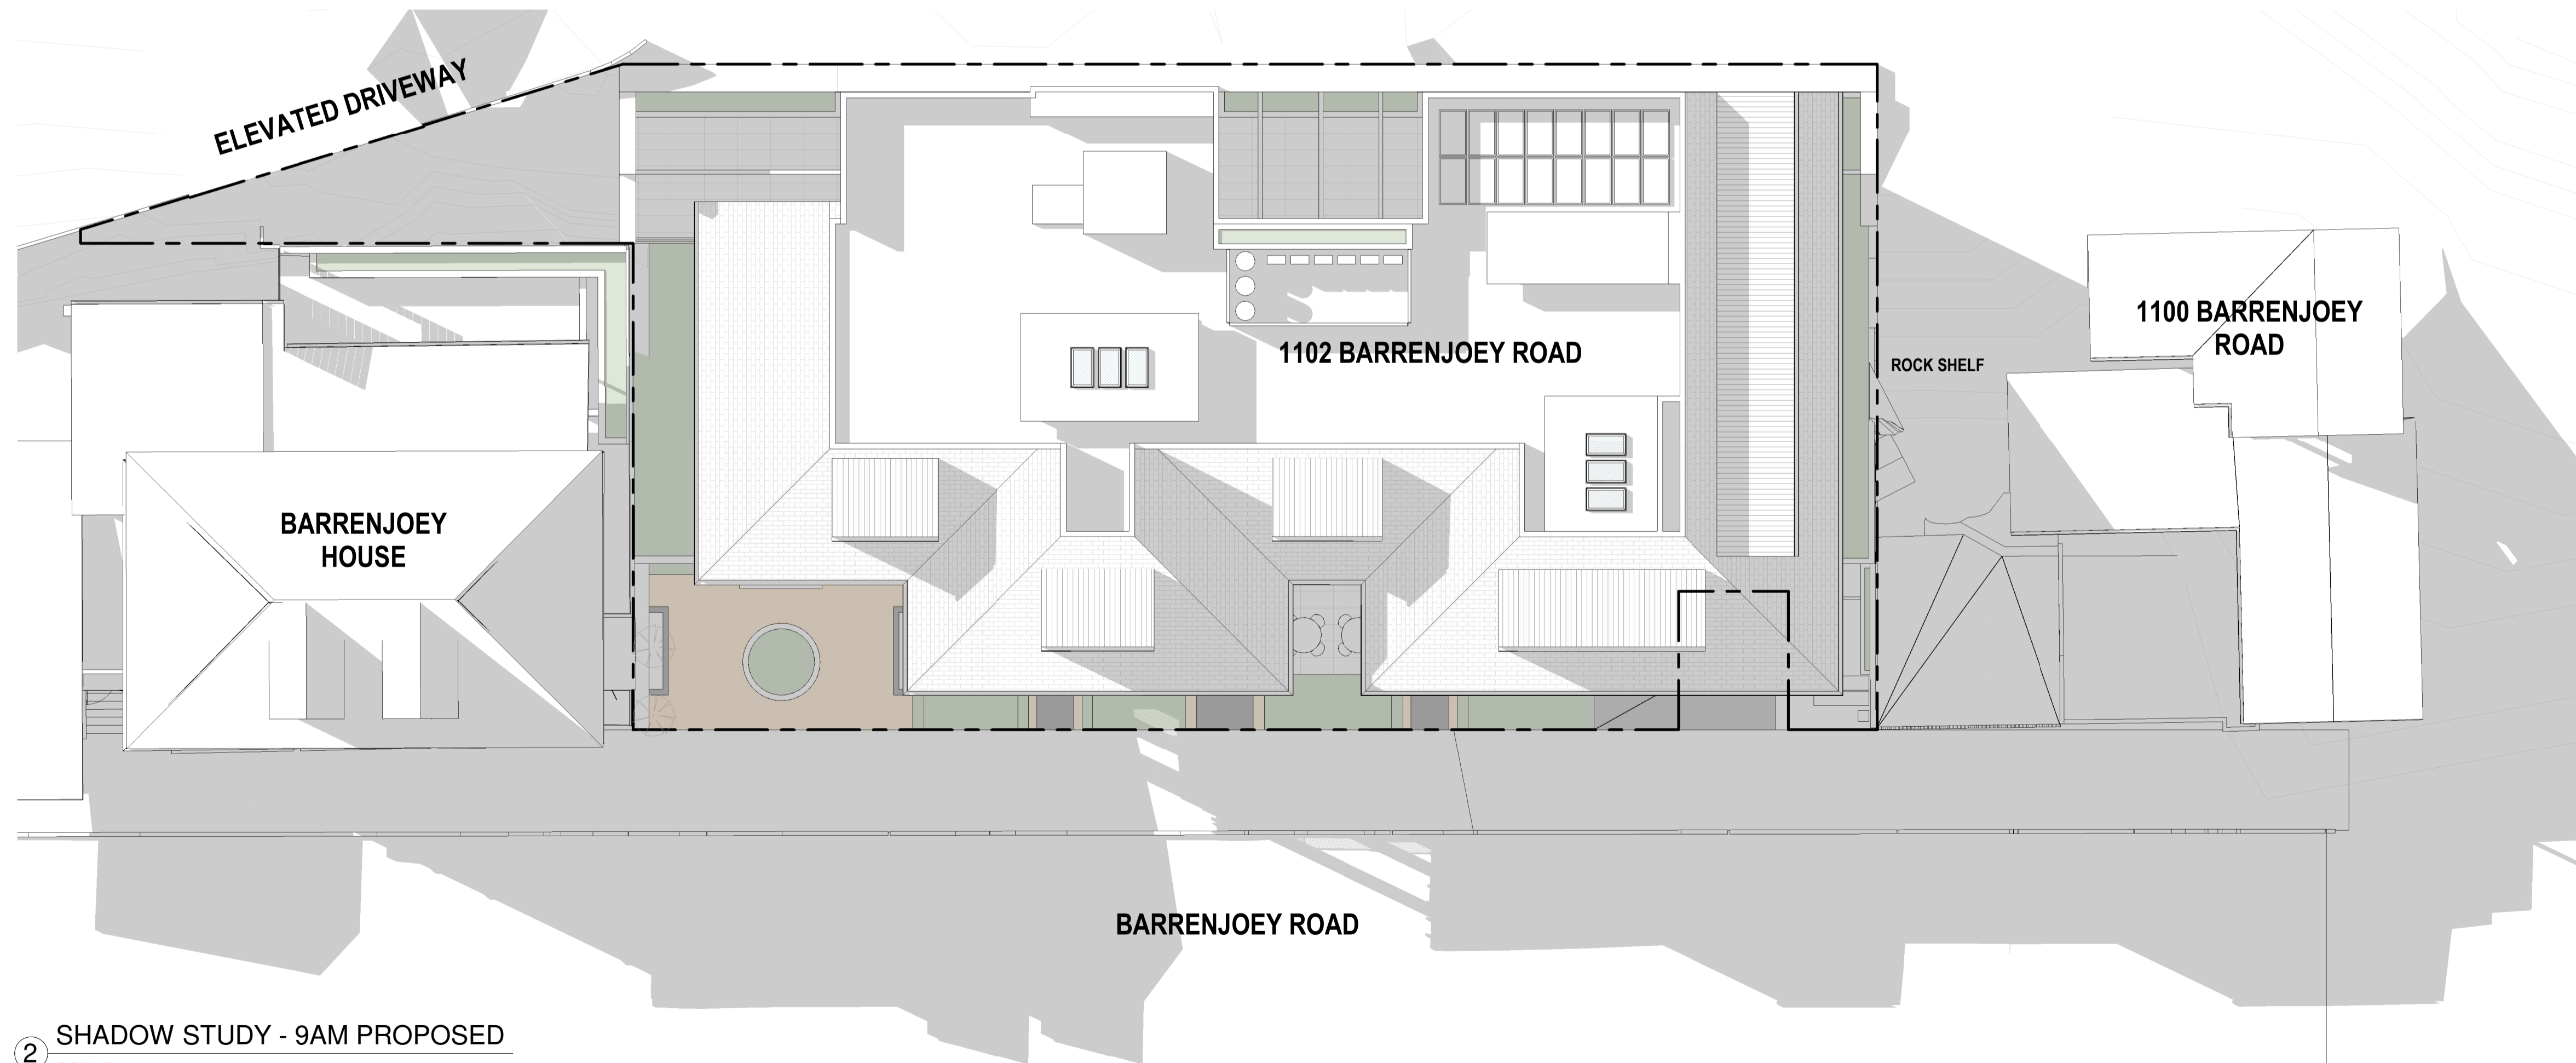 ELEVATED DRIVEWAY
1102 BARRENJOEY ROAD
1100 BARRENJOEY
ROAD
ROCK SHELF
BARRENJOEY
HOUSE
BARRENJOEY ROAD
2 SHADOW STUDY - 9AM PROPOSED